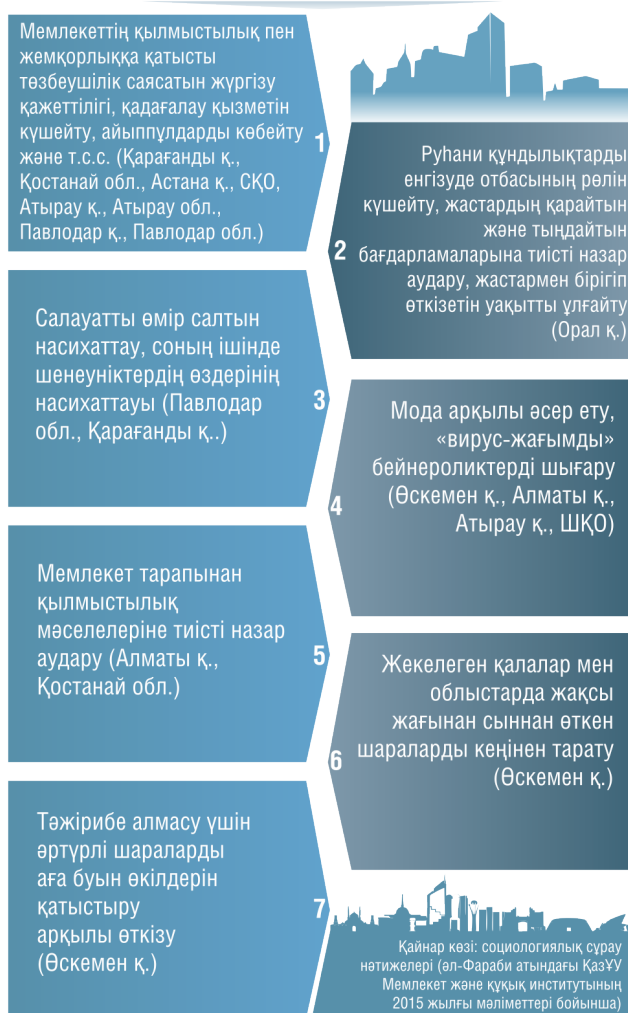 Мемлекеттің қылмыстылық пен
жемқорлыққа қатысты
төзбеушілік саясатын жүргізу
қажеттілігі, қадағалау қызметін
күшейту, айыппұлдарды көбейту
және т.с.с. (Қарағанды қ.,
Қостанай обл., Астана қ., СҚО,
Атырау қ., Атырау обл.,
Павлодар қ., Павлодар обл.)
1
Руһани құндылықтарды
енгізуде отбасының рөлін
күшейту, жастардың қарайтын
және тыңдайтын
бағдарламаларына тиісті назар
аудару, жастармен бірігіп
өткізетін уақытты ұлғайту
(Орал қ.)
2
Салауатты өмір салтын
насихаттау, соның ішінде
шенеуніктердің өздерінің
насихаттауы (Павлодар
обл., Қарағанды қ..)
3
Мода арқылы әсер ету,
«вирус-жағымды»
бейнероликтерді шығару
(Өскемен қ., Алматы қ.,
Атырау қ., ШҚО)
4
Мемлекет тарапынан
қылмыстылық
мәселелеріне тиісті назар
аудару (Алматы қ.,
Қостанай обл.)
5
Жекелеген қалалар мен
облыстарда жақсы
жағынан сыннан өткен
шараларды кеңінен тарату
(Өскемен қ.)
6
Тәжірибе алмасу үшін
әртүрлі шараларды
аға буын өкілдерін
қатыстыру
арқылы өткізу
(Өскемен қ.)
7
Қайнар көзі: социологиялық сұрау
нәтижелері (әл-Фараби атындағы ҚазҰУ
Мемлекет және құқық институтының
2015 жылғы мәліметтері бойынша)